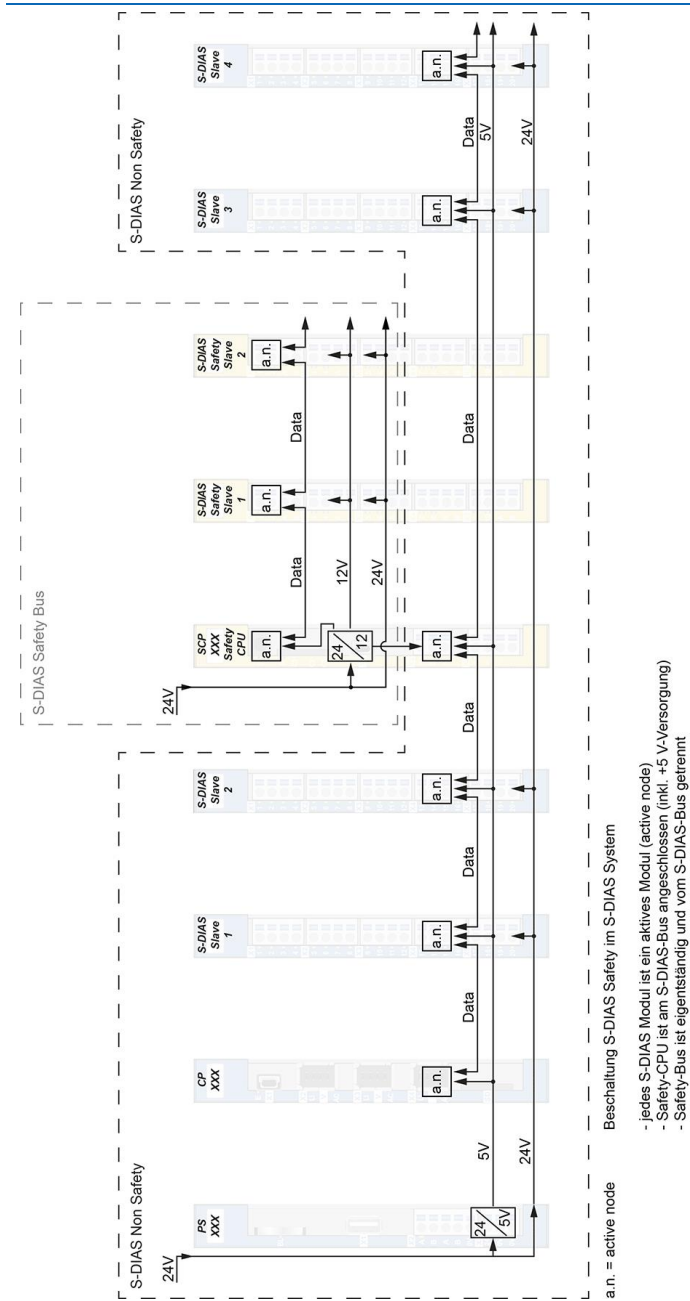 S-DIAS Non Safety
24V
PS
XXX
24
5V
5V
24V
CP
XXX
a.n.
Data
S-DIAS
Slave
1
a.n.
Data
S-DIAS
Slave
2
a.n.
Data
S-DIAS Safety Bus
24V
SCP
XXX
Safety
CPU
a.n.
24
12
a.n.
Data
12V
24V
S-DIAS
Safety
Slave
1
a.n.
Data
Data
S-DIAS
Safety
Slave
2
a.n.
S-DIAS Non Safety
S-DIAS
Slave
3
a.n.
Data
5V
24V
S-DIAS
Slave
4
a.n.
a.n. = active node
Beschaltung S-DIAS Safety im S-DIAS System
- jedes S-DIAS Modul ist ein aktives Modul (active node)
- Safety-CPU ist am S-DIAS-Bus angeschlossen (inkl. +5 V-Versorgung)
- Safety-Bus ist eigentständig und vom S-DIAS-Bus getrennt